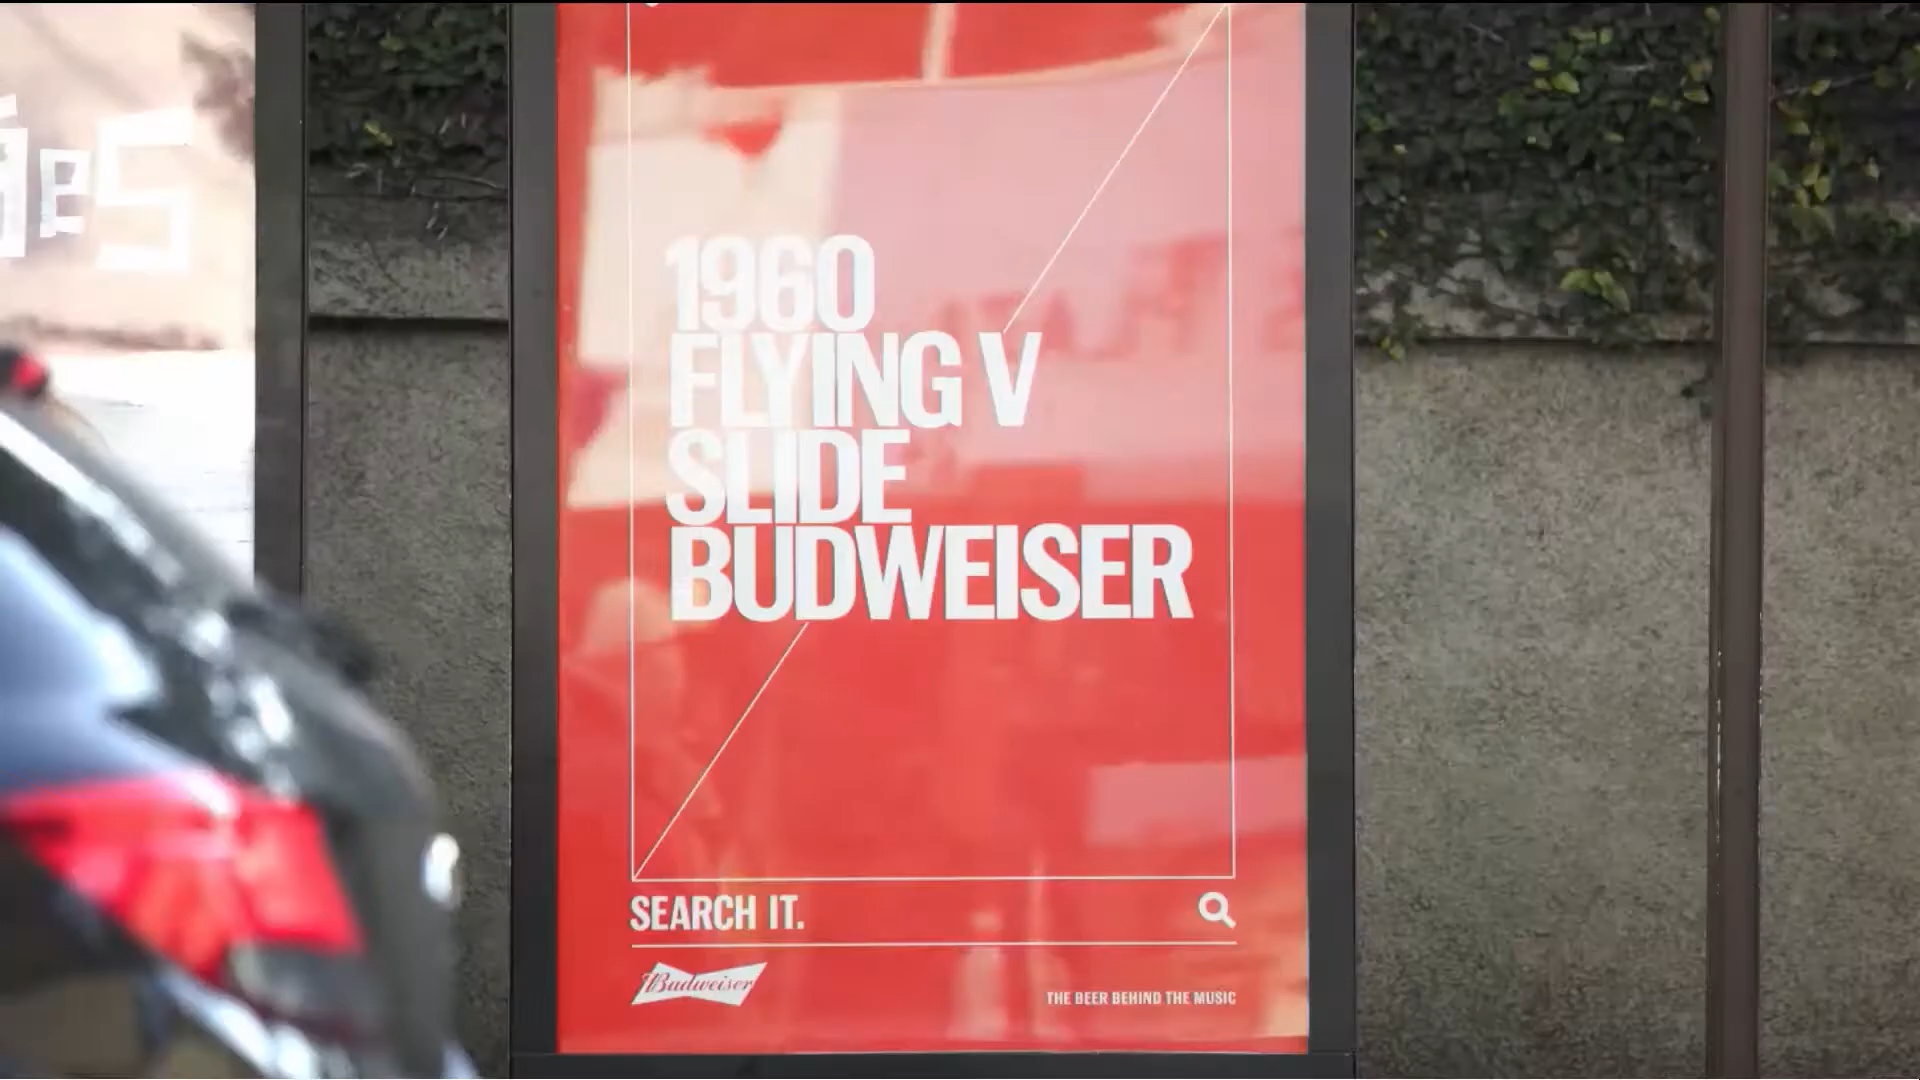 1960
FLYING V
SLIDE
BUDWEISER
SEARCH IT.
Budweiser
THE BEER BEHIND THE MUSIC